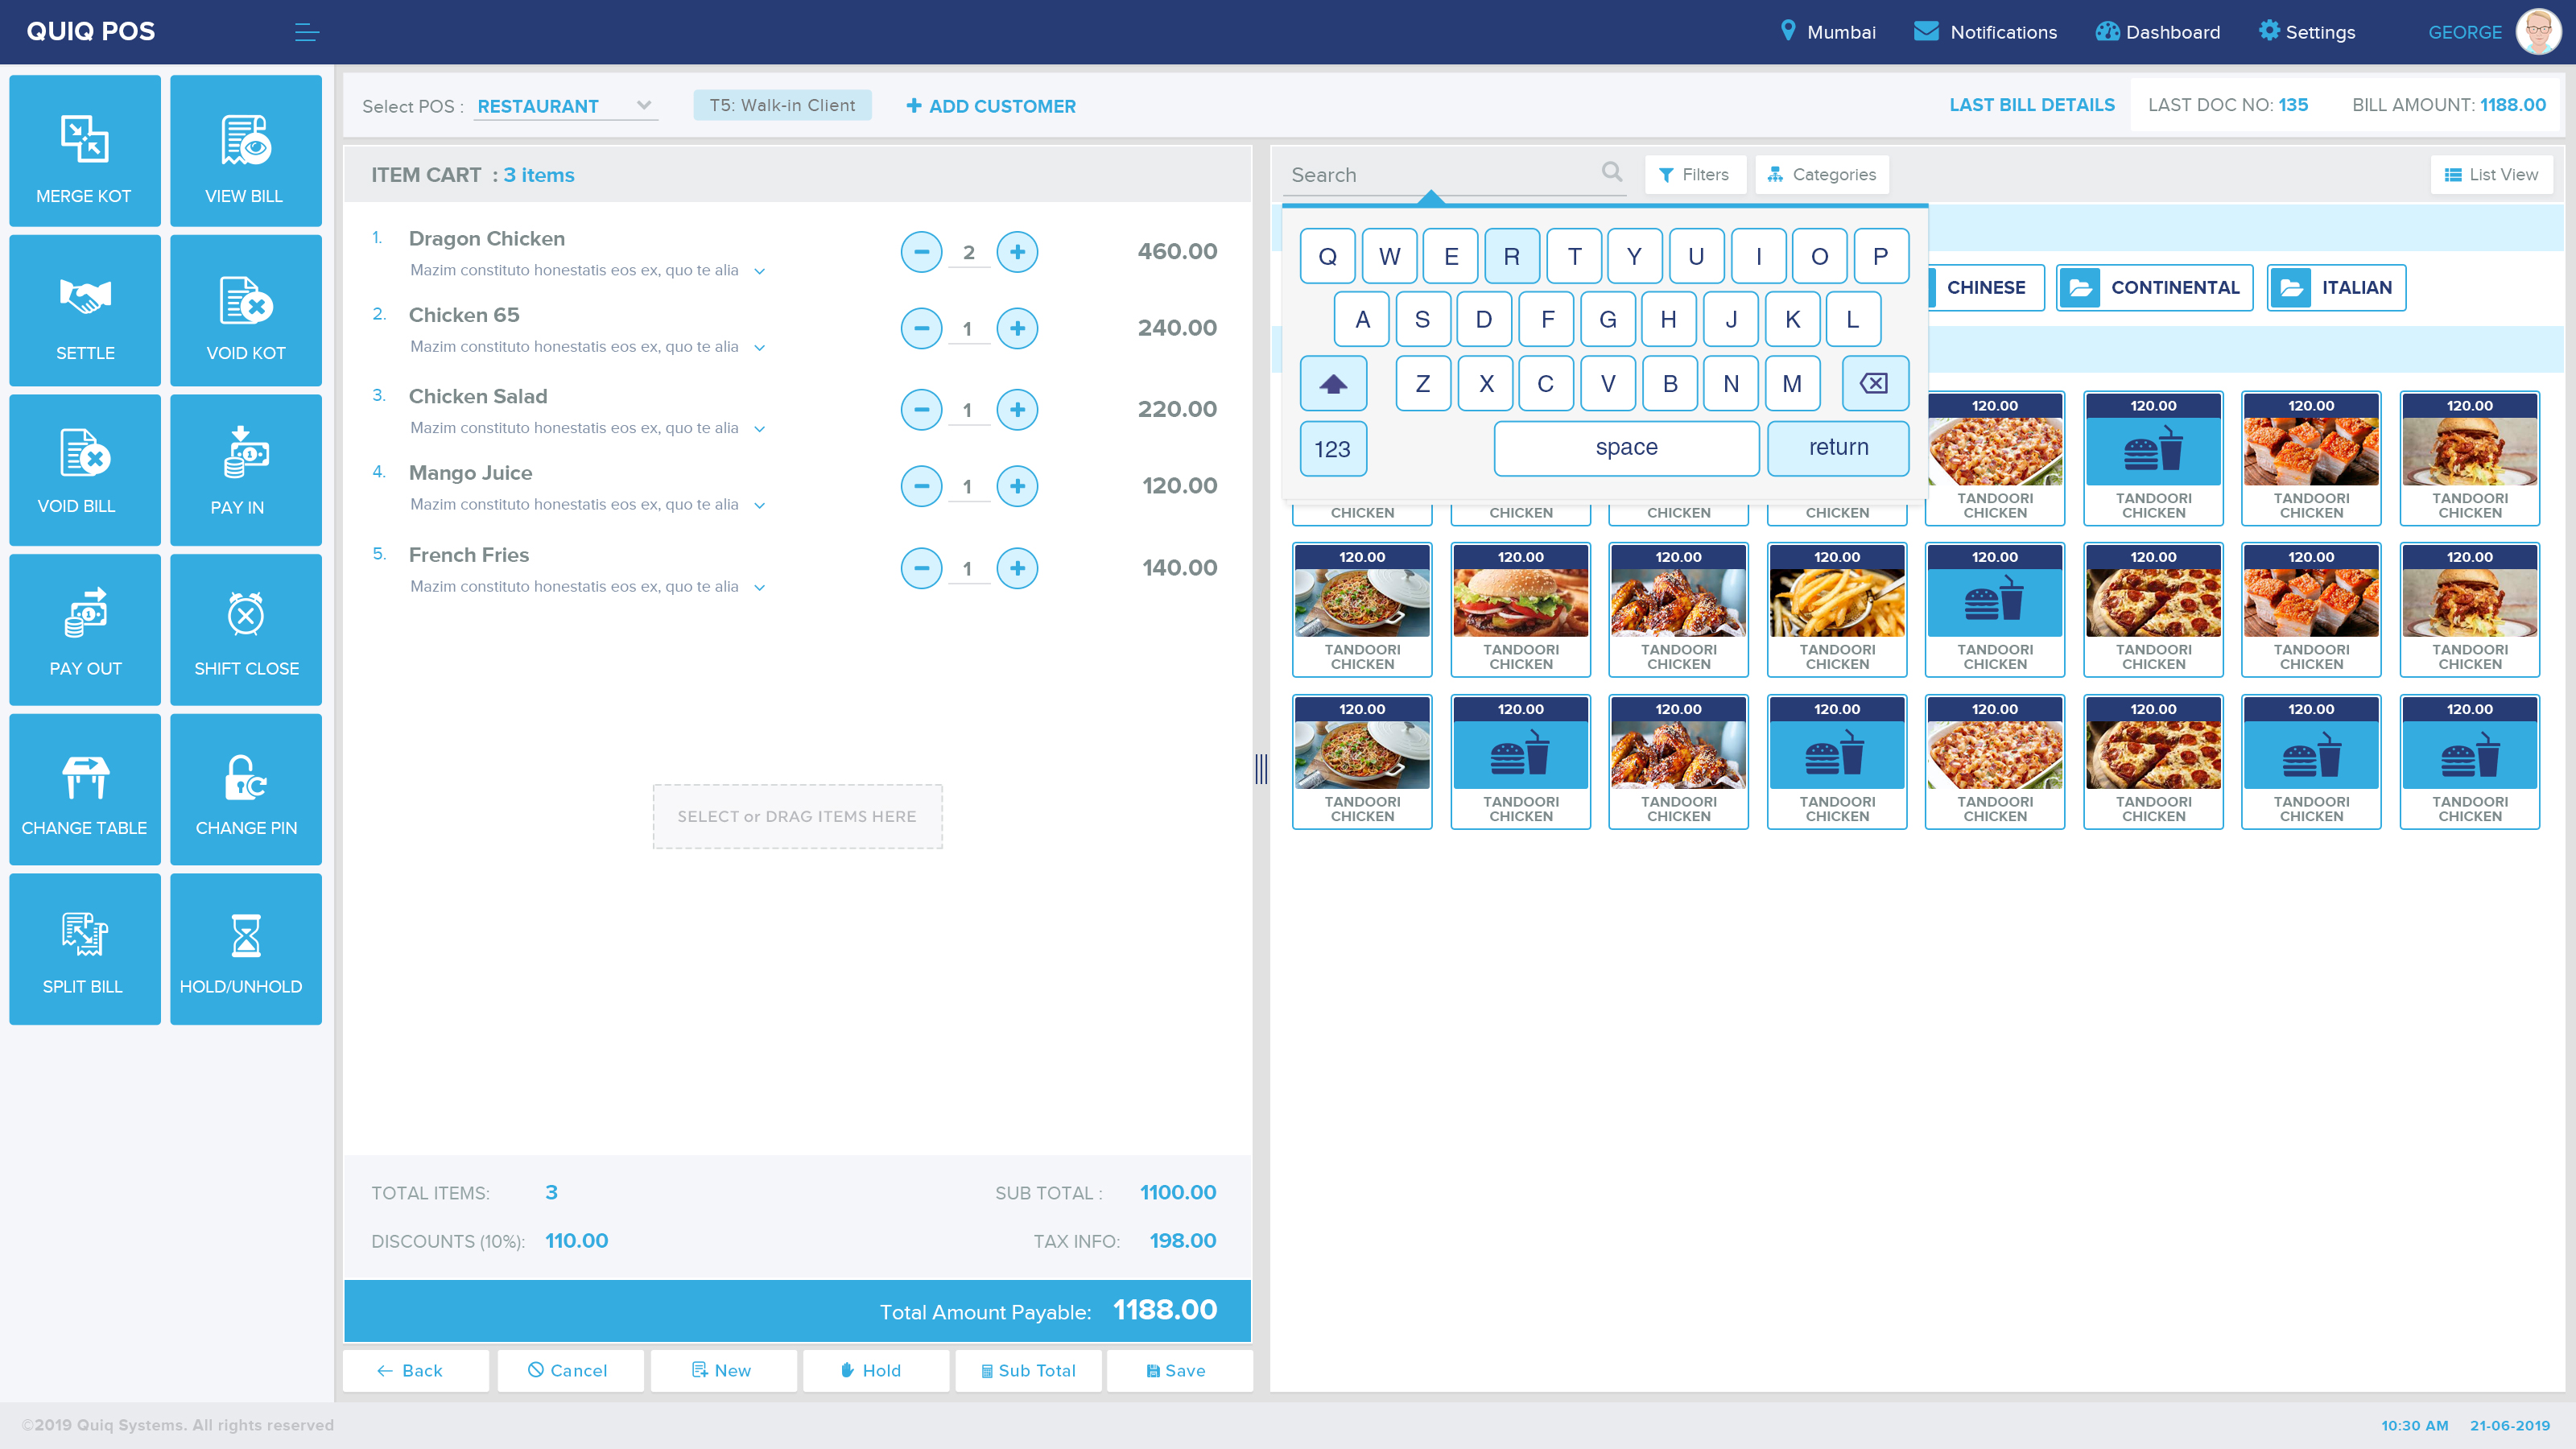 QUIQ POS
Mumbai
Notifications
Dashboard
Settings
GEORGE
MERGE KOT
VIEW BILL
SETTLE
VOID KOT
VOID BILL
PAY IN
PAY OUT
SHIFT CLOSE
CHANGE TABLE
CHANGE PIN
SPLIT BILL
HOLD/UNHOLD
Select POS : RESTAURANT
T5: Walk-in Client
+ ADD CUSTOMER
LAST BILL DETAILS
LAST DOC NO: 135
BILL AMOUNT: 1188.00
ITEM CART : 3 items
1. Dragon Chicken 2 460.00
Mazim constituto honestatis eos ex, quo te alia
2. Chicken 65 1 240.00
Mazim constituto honestatis eos ex, quo te alia
3. Chicken Salad 1 220.00
Mazim constituto honestatis eos ex, quo te alia
4. Mango Juice 1 120.00
Mazim constituto honestatis eos ex, quo te alia
5. French Fries 1 140.00
Mazim constituto honestatis eos ex, quo te alia
SELECT or DRAG ITEMS HERE
TOTAL ITEMS: 3
SUB TOTAL : 1100.00
DISCOUNTS (10%): 110.00
TAX INFO: 198.00
Total Amount Payable: 1188.00
Back
Cancel
New
Hold
Sub Total
Save
Search
Filters
Categories
List View
Q W E R T Y U I O P
A S D F G H J K L
Z X C V B N M
123 space return
CHINESE
CONTINENTAL
ITALIAN
120.00 120.00 120.00 120.00
TANDOORI TANDOORI TANDOORI TANDOORI
CHICKEN CHICKEN CHICKEN CHICKEN CHICKEN CHICKEN CHICKEN CHICKEN
120.00 120.00 120.00 120.00 120.00 120.00 120.00 120.00
TANDOORI TANDOORI TANDOORI TANDOORI TANDOORI TANDOORI TANDOORI TANDOORI
CHICKEN CHICKEN CHICKEN CHICKEN CHICKEN CHICKEN CHICKEN CHICKEN
120.00 120.00 120.00 120.00 120.00 120.00 120.00 120.00
TANDOORI TANDOORI TANDOORI TANDOORI TANDOORI TANDOORI TANDOORI TANDOORI
CHICKEN CHICKEN CHICKEN CHICKEN CHICKEN CHICKEN CHICKEN CHICKEN
©2019 Quiq Systems. All rights reserved
10:30 AM 21-06-2019